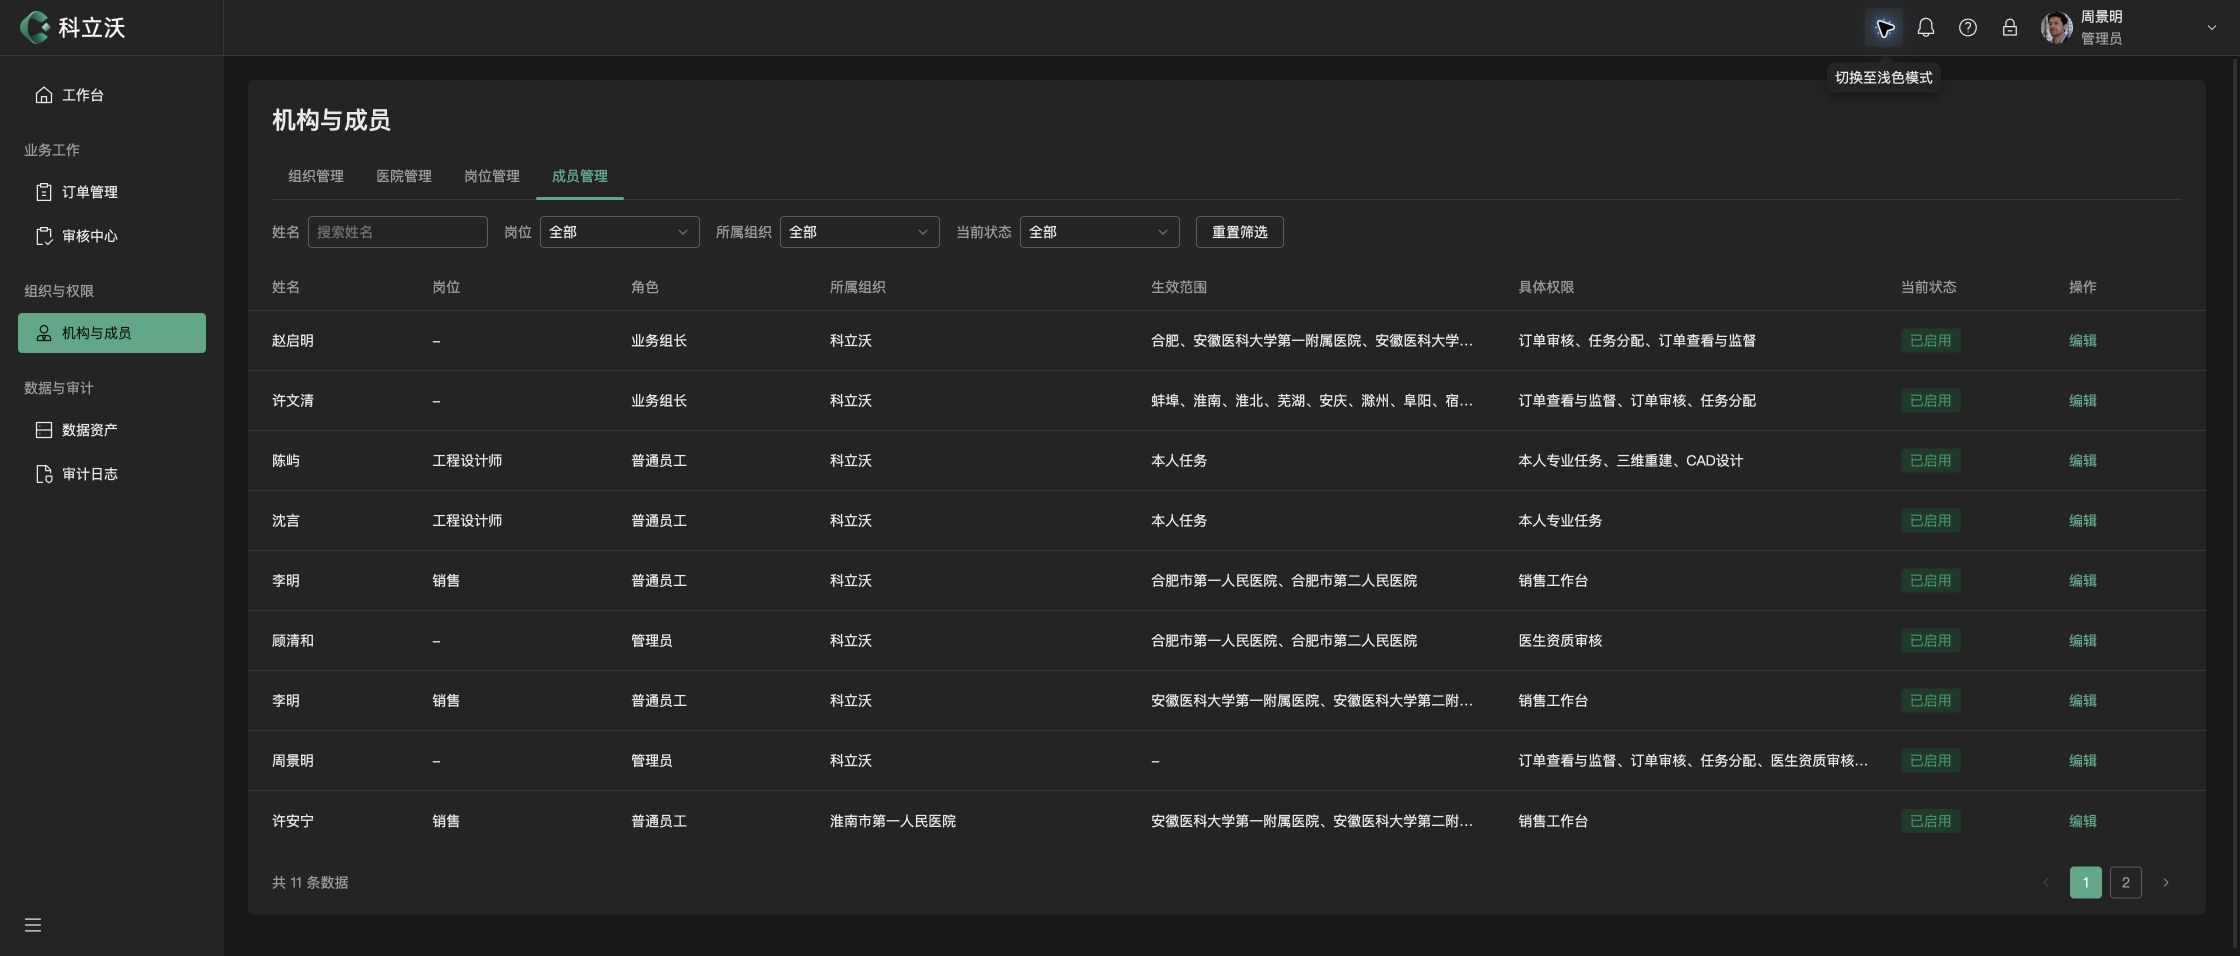 科立沃
周景明
管理员
切换至浅色模式
工作台
业务工作
订单管理
审核中心
组织与权限
机构与成员
数据与审计
数据资产
审计日志
机构与成员
组织管理 医院管理 岗位管理 成员管理
姓名 搜索姓名 岗位 全部 所属组织 全部 当前状态 全部 重置筛选
姓名 岗位 角色 所属组织 生效范围 具体权限 当前状态 操作
赵启明 – 业务组长 科立沃 合肥、安徽医科大学第一附属医院、安徽医科大学... 订单审核、任务分配、订单查看与监督 已启用 编辑
许文清 – 业务组长 科立沃 蚌埠、淮南、淮北、芜湖、安庆、滁州、阜阳、宿... 订单查看与监督、订单审核、任务分配 已启用 编辑
陈屿 工程设计师 普通员工 科立沃 本人任务 本人专业任务、三维重建、CAD设计 已启用 编辑
沈言 工程设计师 普通员工 科立沃 本人任务 本人专业任务 已启用 编辑
李明 销售 普通员工 科立沃 合肥市第一人民医院、合肥市第二人民医院 销售工作台 已启用 编辑
顾清和 – 管理员 科立沃 合肥市第一人民医院、合肥市第二人民医院 医生资质审核 已启用 编辑
李明 销售 普通员工 科立沃 安徽医科大学第一附属医院、安徽医科大学第二附... 销售工作台 已启用 编辑
周景明 – 管理员 科立沃 – 订单查看与监督、订单审核、任务分配、医生资质审核... 已启用 编辑
许安宁 销售 普通员工 淮南市第一人民医院 安徽医科大学第一附属医院、安徽医科大学第二附... 销售工作台 已启用 编辑
共 11 条数据 1 2